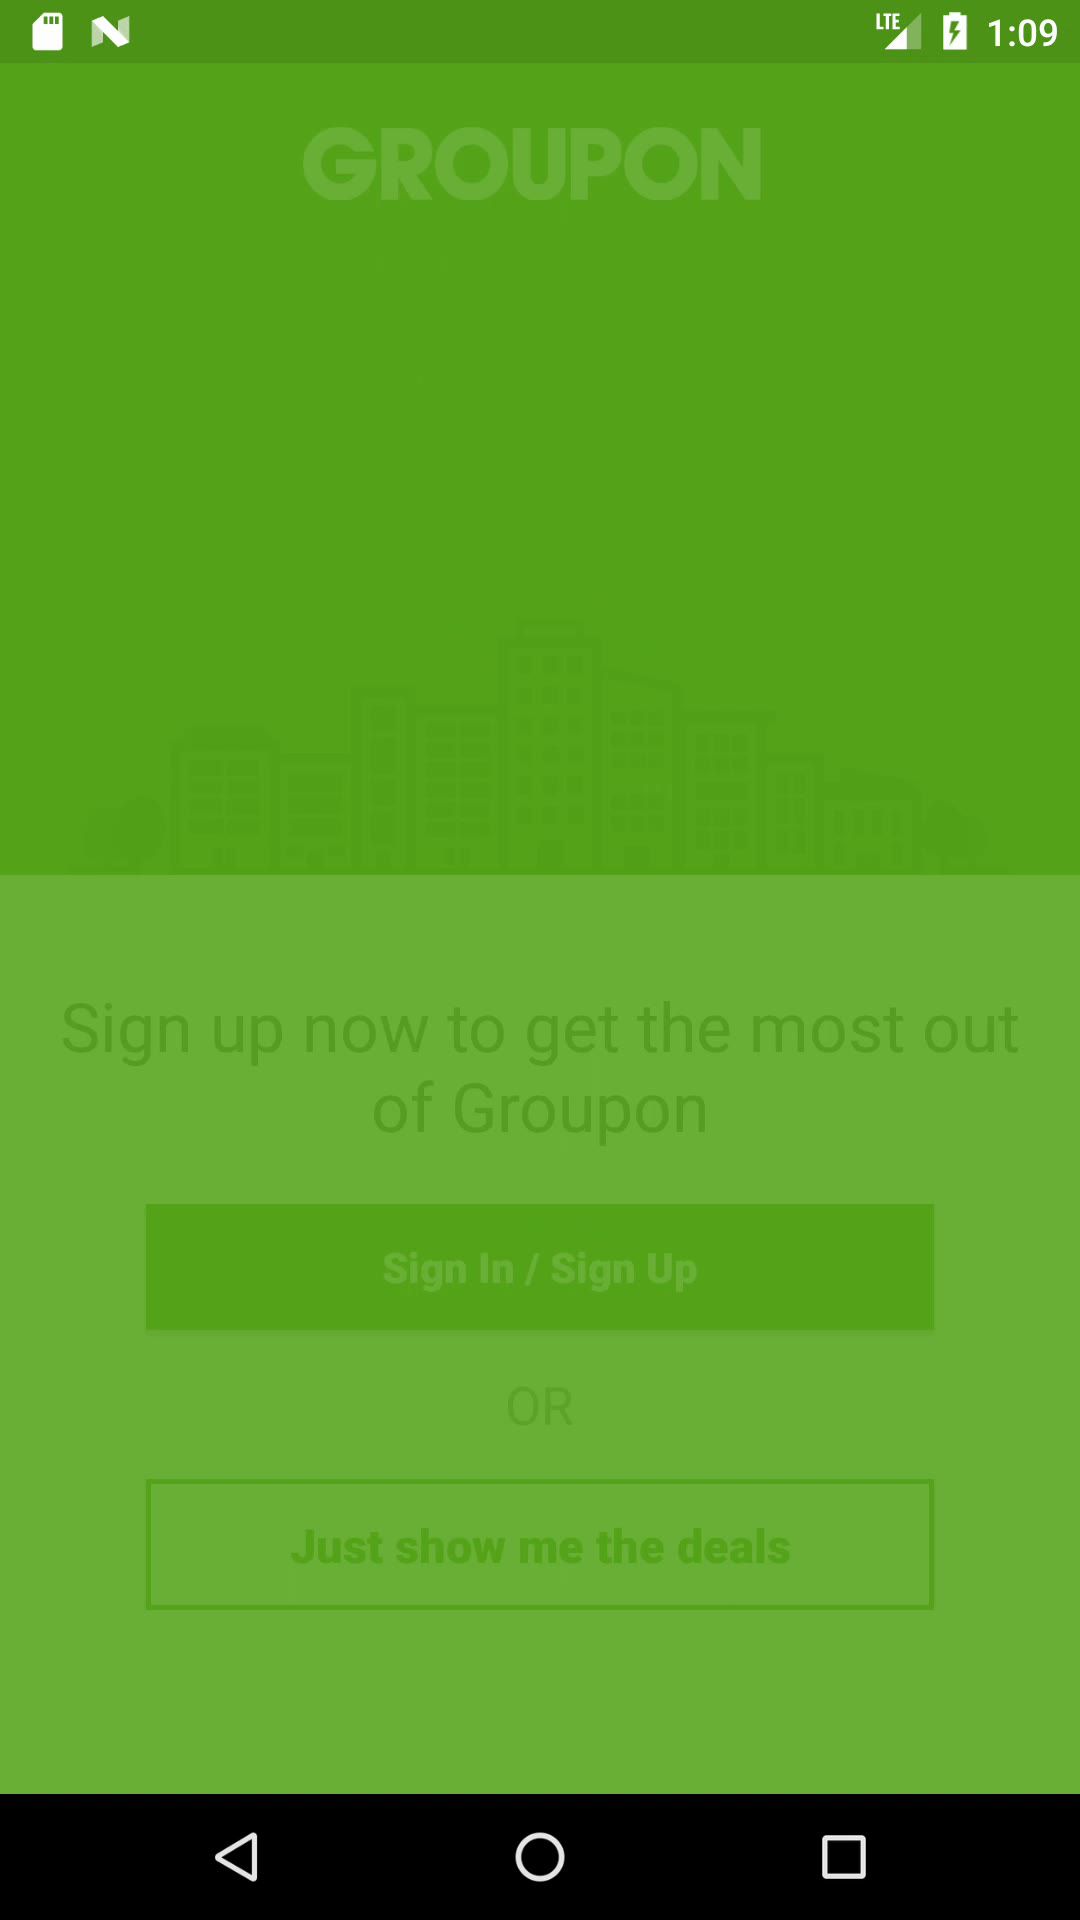 LTE 1:09
GROUPON
Sign up now to get the most out
of Groupon
Sign In / Sign Up
OR
Just show me the deals